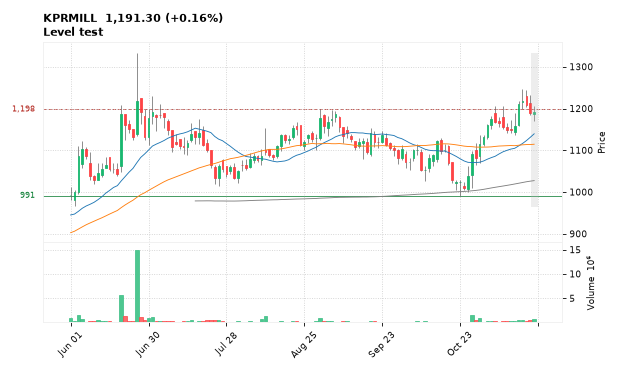 KPRMILL 1,191.30 (+0.16%)
Level test
1300
1,198
1200
1100
Price
991
1000
900
15
10
5
Volume 10^6
Jun 01
Jun 30
Jul 28
Aug 25
Sep 23
Oct 23